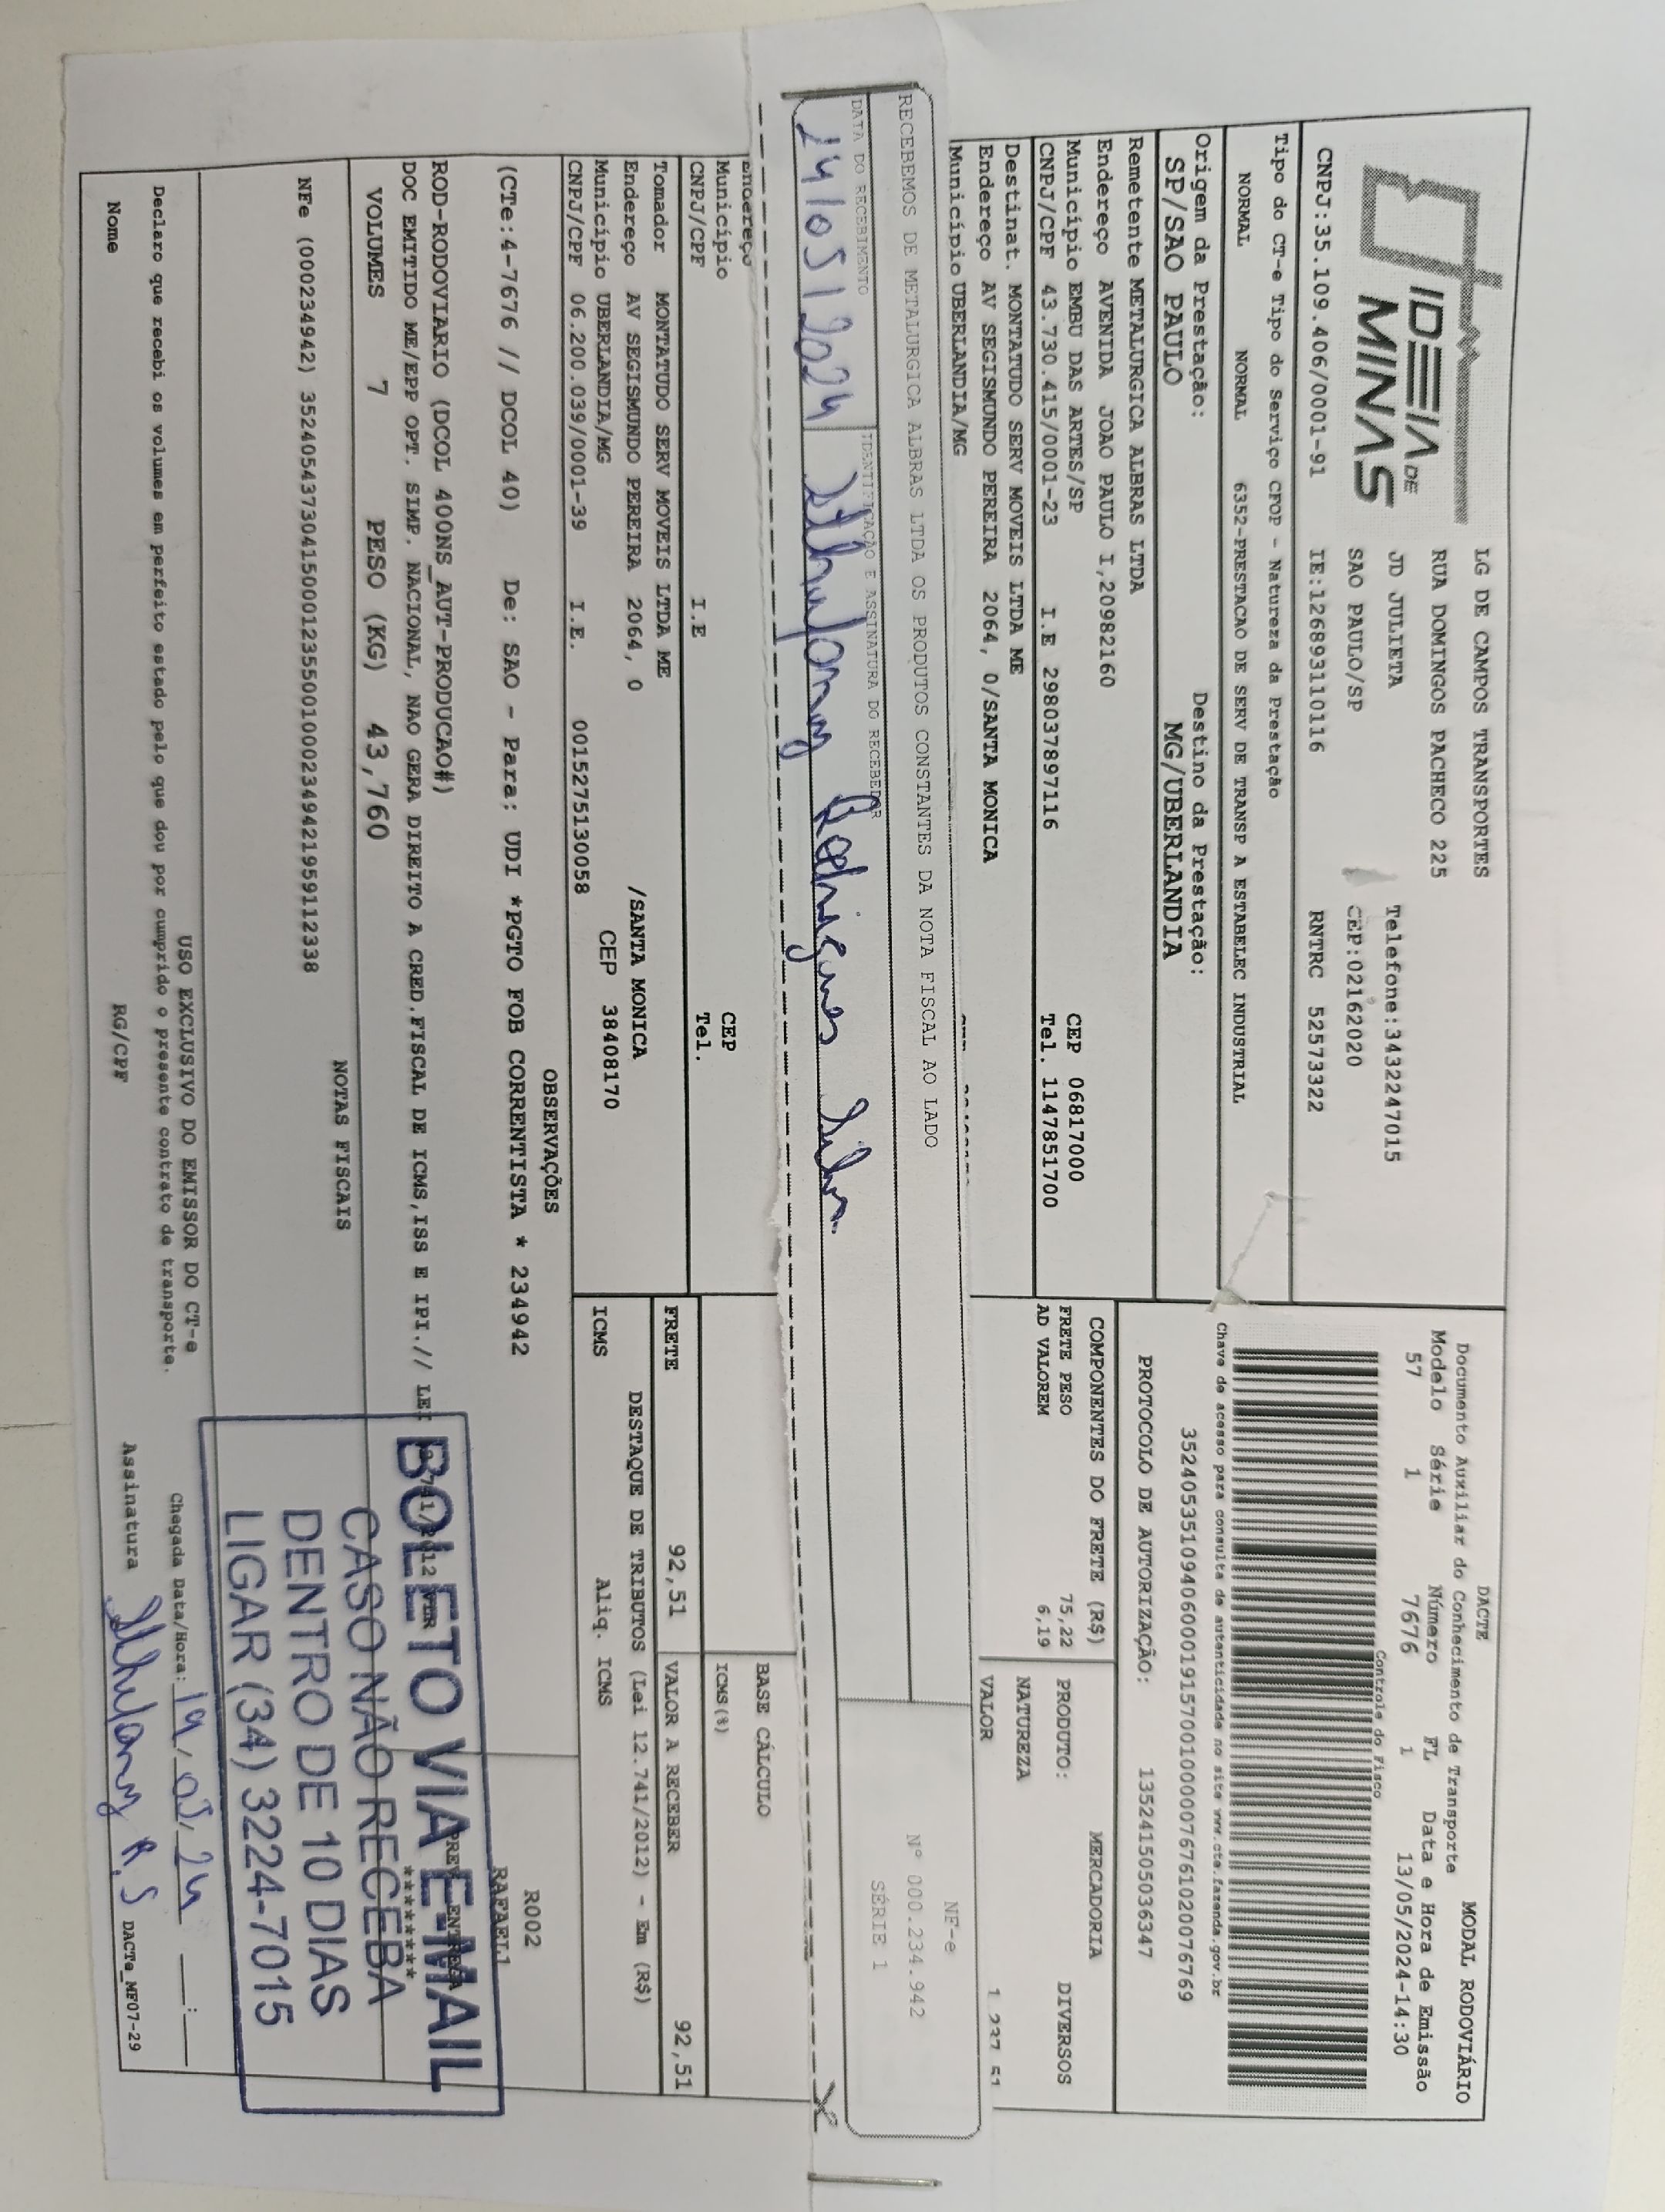 IDEIA DE
MINAS
LG DE CAMPOS TRANSPORTES
RUA DOMINGOS PACHECO 225
JD JULIETA Telefone:3432247015
SAO PAULO/SP CEP:02162020
CNPJ:35.109.406/0001-91 IE:126893110116 RNTRC 52573322
DACTE MODAL RODOVIÁRIO
Documento Auxiliar do Conhecimento de Transporte
Modelo Série Número FL Data e Hora de Emissão
57 1 7676 1 13/05/2024-14:30
Controle do Fisco
Tipo do CT-e Tipo do Serviço CFOP - Natureza da Prestação
NORMAL NORMAL 6352-PRESTACAO DE SERV DE TRANSP A ESTABELEC INDUSTRIAL
Chave de acesso para consulta de autenticidade no site www.cte.fazenda.gov.br
35240535109406000191570010000076761020076769
Origem da Prestação: Destino da Prestação:
SP/SAO PAULO MG/UBERLANDIA
PROTOCOLO DE AUTORIZAÇÃO: 135241505036347
Remetente METALURGICA ALBRAS LTDA
Endereço AVENIDA JOAO PAULO I,20982160
Município EMBU DAS ARTES/SP CEP 06817000
CNPJ/CPF 43.730.415/0001-23 I.E 298037897116 Tel. 1147851700
COMPONENTES DO FRETE (R$) MERCADORIA
FRETE PESO 75,22 PRODUTO: DIVERSOS
AD VALOREM 6,19 NATUREZA
VALOR
Destinat. MONTATUDO SERV MOVEIS LTDA ME
Endereço AV SEGISMUNDO PEREIRA 2064, 0/SANTA MONICA
Município UBERLANDIA/MG
RECEBEMOS DE METALURGICA ALBRAS LTDA OS PRODUTOS CONSTANTES DA NOTA FISCAL AO LADO
NF-e
Nº 000.234.942
SÉRIE 1
DATA DO RECEBIMENTO IDENTIFICAÇÃO E ASSINATURA DO RECEBEDOR
14/05/2024 Rodrigues Silva
Endereço
Município CEP
CNPJ/CPF I.E Tel.
BASE CÁLCULO
ICMS(%)
Tomador MONTATUDO SERV MOVEIS LTDA ME
Endereço AV SEGISMUNDO PEREIRA 2064, 0 /SANTA MONICA
Município UBERLANDIA/MG CEP 38408170
CNPJ/CPF 06.200.039/0001-39 I.E. 0015275130058
FRETE 92,51 VALOR A RECEBER 92,51
DESTAQUE DE TRIBUTOS (Lei 12.741/2012) - Em (R$)
ICMS Aliq. ICMS
OBSERVAÇÕES
(CTe:4-7676 // DCOL 40) De: SAO - Para: UDI *PGTO FOB CORRENTISTA * 234942
R002
RAFAEL1
ROD-RODOVIARIO (DCOL 400NS_AUT-PRODUCAO#)
DOC EMITIDO ME/EPP OPT. SIMP. NACIONAL, NAO GERA DIREITO A CRED.FISCAL DE ICMS,ISS E IPI.// LEI
VOLUMES 7 PESO (KG) 43,760
BOLETO VIA E-MAIL
CASO NÃO RECEBA
DENTRO DE 10 DIAS
LIGAR (34) 3224-7015
NOTAS FISCAIS
NFe (000234942) 35240543730415000123550010002349421959112338
USO EXCLUSIVO DO EMISSOR DO CT-e
Declaro que recebi os volumes em perfeito estado pelo que dou por cumprido o presente contrato de transporte.
Chegada Data/Hora: 14/05/24 __:__
Nome RG/CPF Assinatura R.S
DACTe_MF07-29